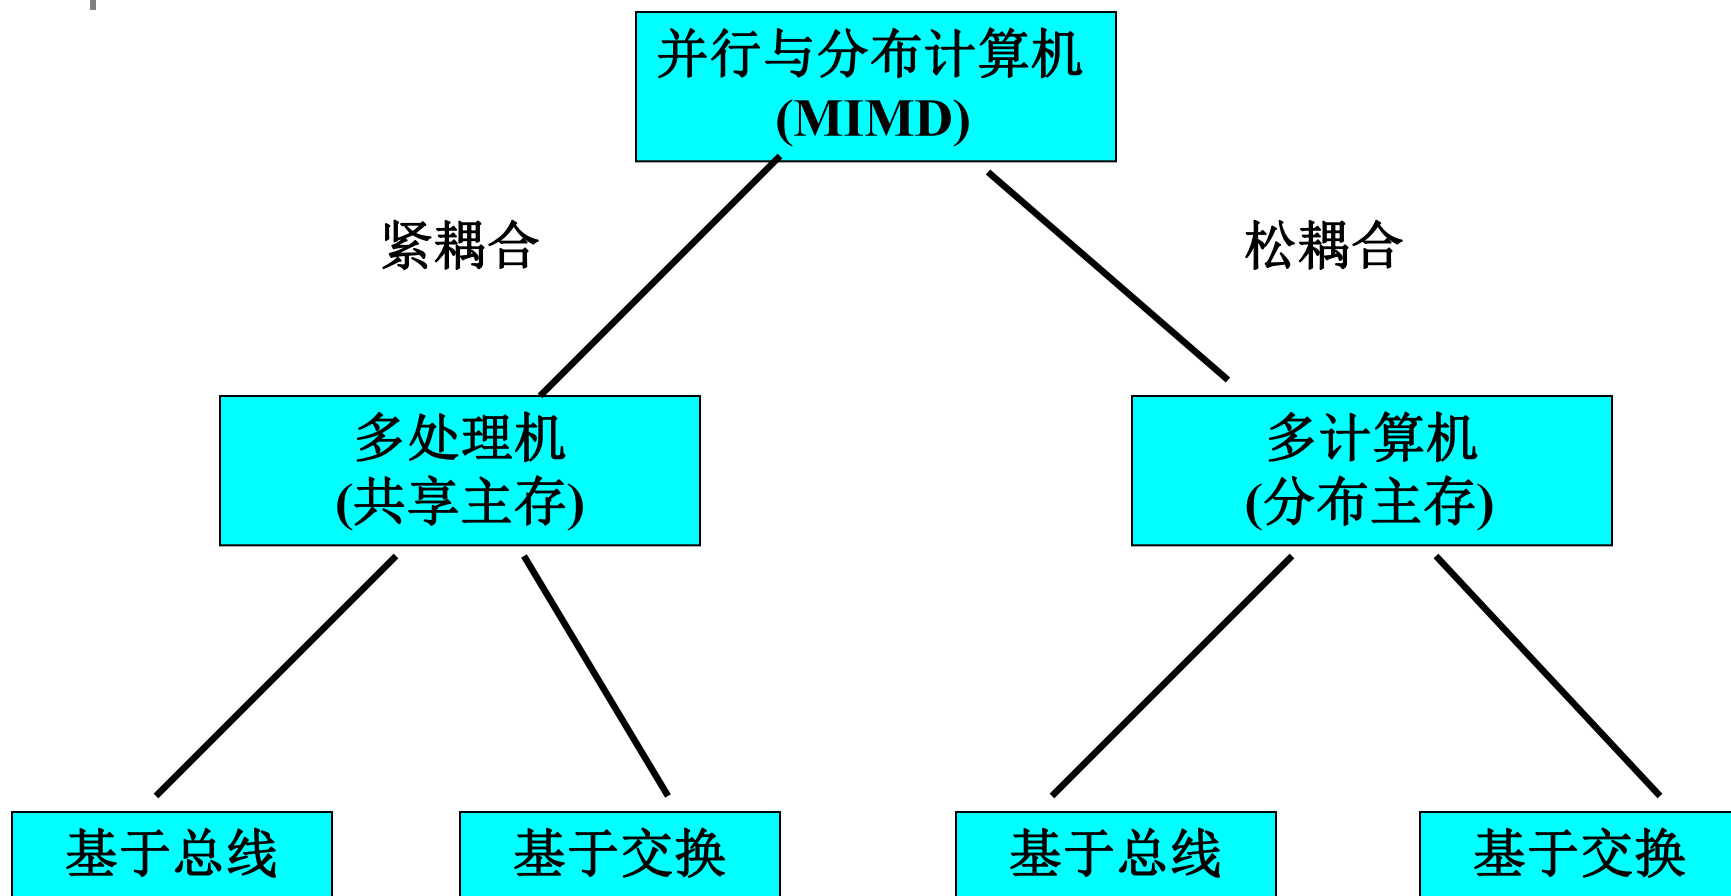 并行与分布计算机
(MIMD)
紧耦合
松耦合
多处理机
(共享主存)
多计算机
(分布主存)
基于总线
基于交换
基于总线
基于交换